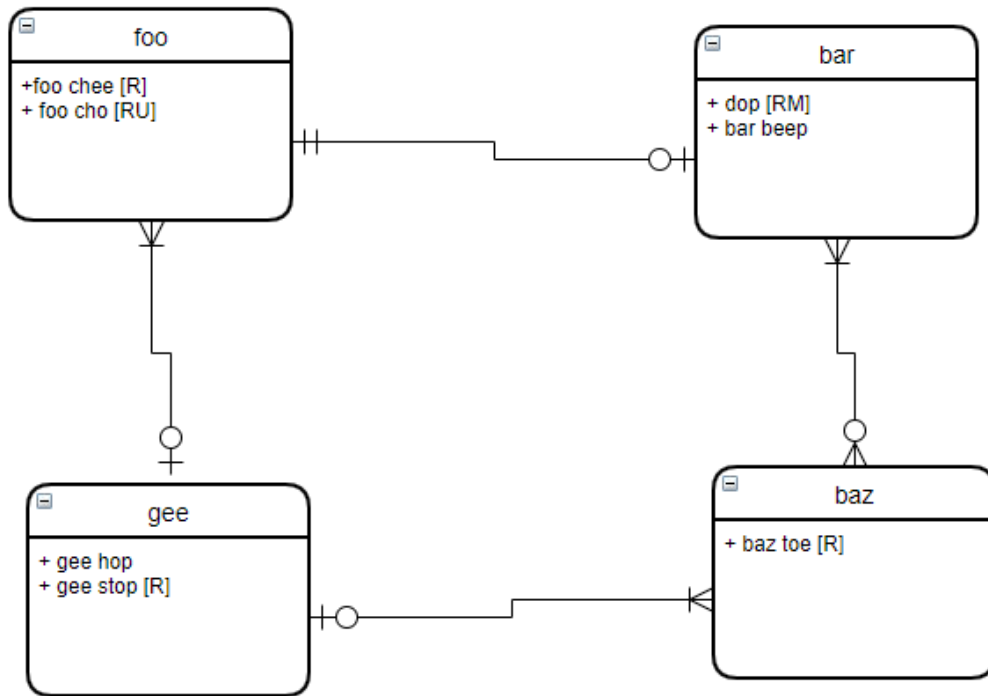 foo
+foo chee [R]
+ foo cho [RU]
bar
+ dop [RM]
+ bar beep
gee
+ gee hop
+ gee stop [R]
baz
+ baz toe [R]